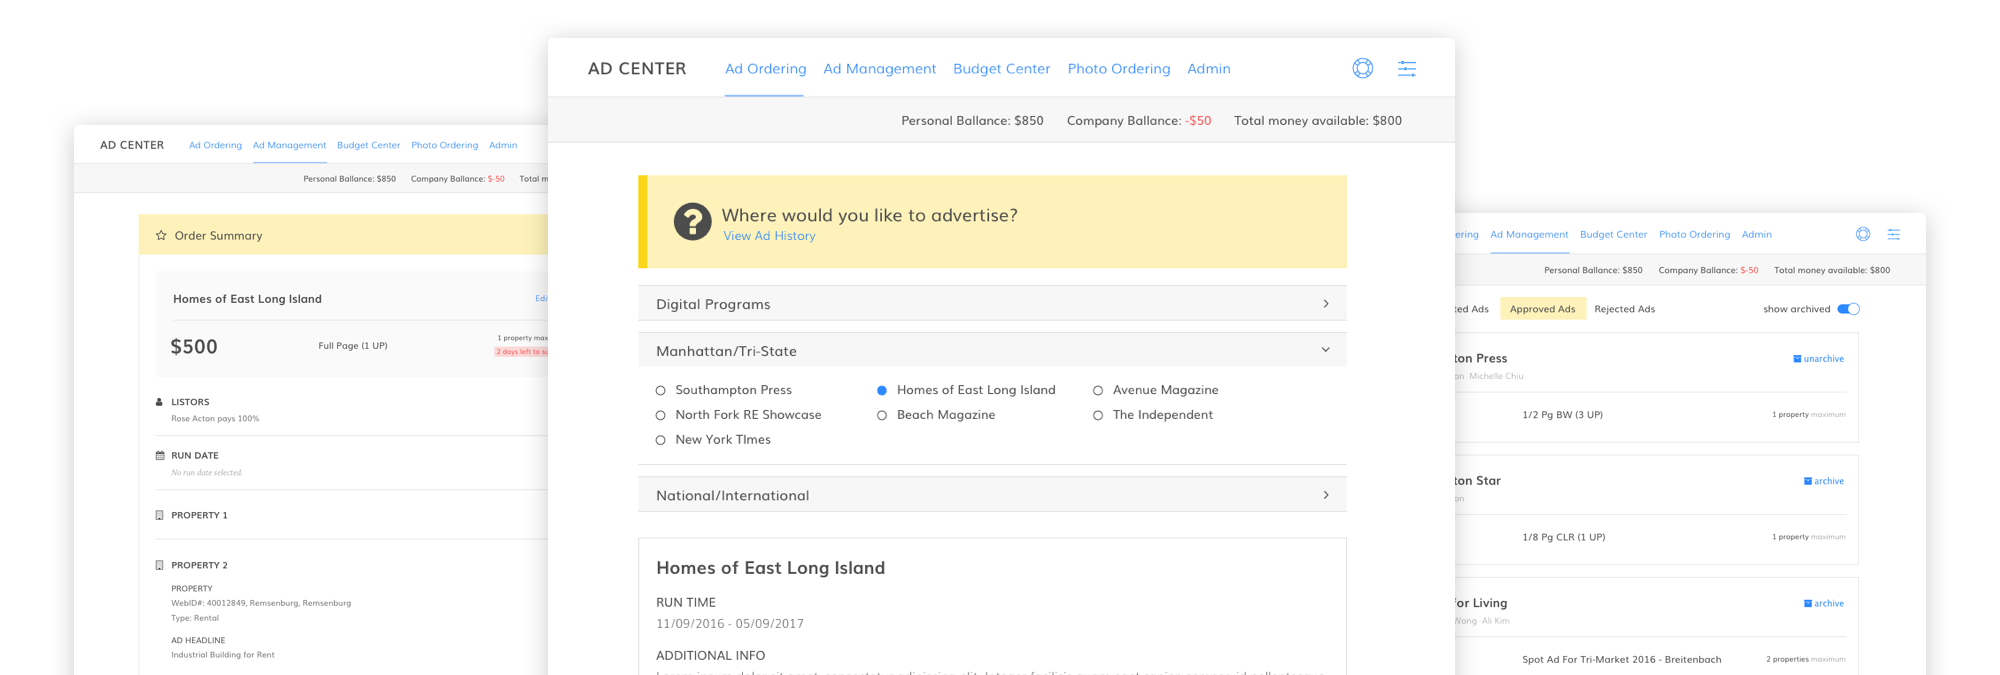 AD CENTER Ad Ordering Ad Management Budget Center Photo Ordering Admin
Personal Ballance: $850 Company Ballance: $-50 Total
Order Summary
Homes of East Long Island
$500 Full Page (1 UP) 1 property
2 days left to
LISTORS
Rose Acton pays 100%
RUN DATE
No run date selected.
PROPERTY 1
PROPERTY 2
PROPERTY
WebID#: 40012849, Remsenburg, Remsenburg
Type: Rental
AD HEADLINE
Industrial Building for Rent
AD CENTER Ad Ordering Ad Management Budget Center Photo Ordering Admin
Personal Ballance: $850 Company Ballance: -$50 Total money available: $800
Where would you like to advertise?
View Ad History
Digital Programs
Manhattan/Tri-State
Southampton Press Homes of East Long Island Avenue Magazine
North Fork RE Showcase Beach Magazine The Independent
New York TImes
National/International
Homes of East Long Island
RUN TIME
11/09/2016 - 05/09/2017
ADDITIONAL INFO
Ad Management Budget Center Photo Ordering Admin
Personal Ballance: $850 Company Ballance: $-50 Total money available: $800
Ads Approved Ads Rejected Ads show archived
Press unarchive
Michelle Chiu
1/2 Pg BW (3 UP) 1 property maximum
Star archive
1/8 Pg CLR (1 UP) 1 property maximum
for Living archive
Wong Ali Kim
Spot Ad For Tri-Market 2016 - Breitenbach 2 properties maximum